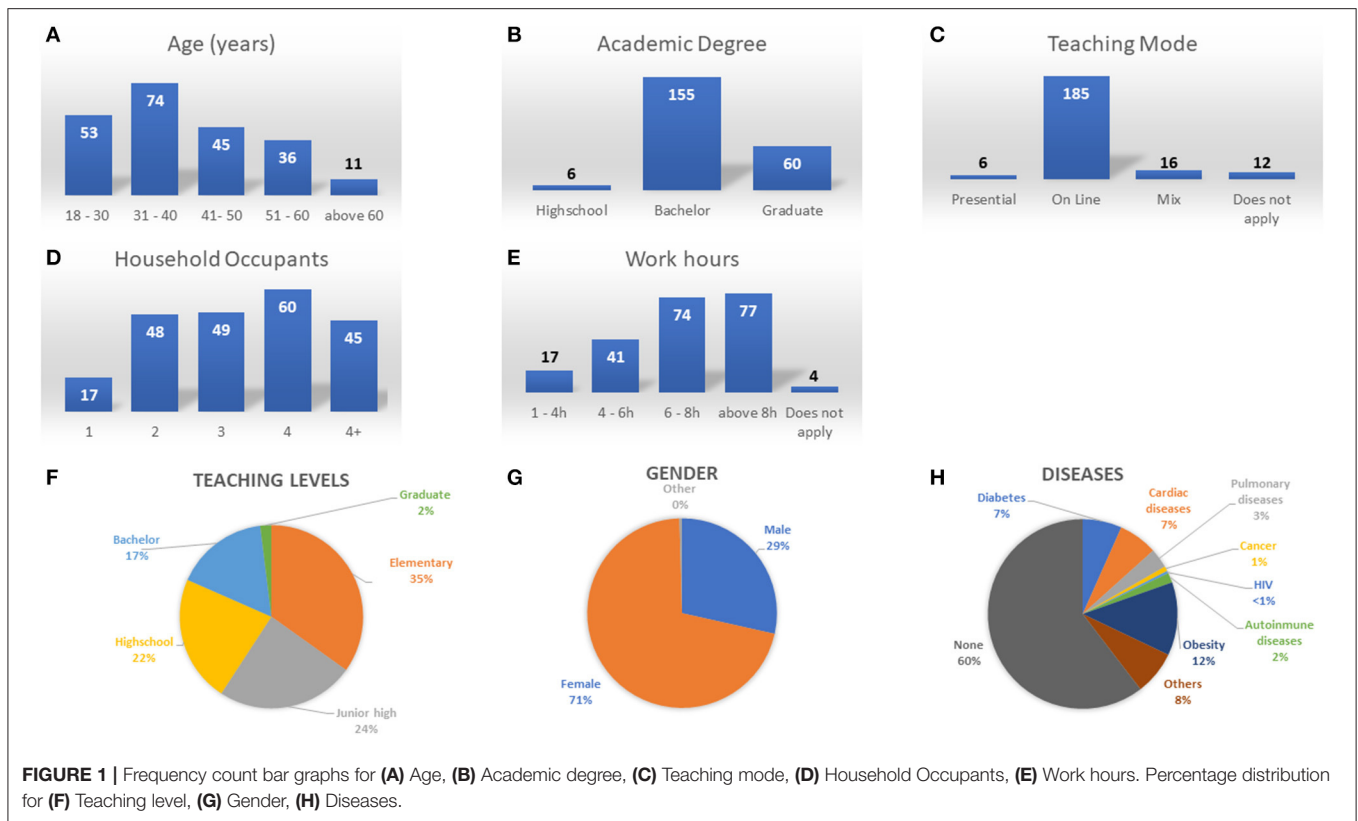 A
Age (years)
53
74
45
36
11
18 - 30
31 - 40
41- 50
51 - 60
above 60
B
Academic Degree
6
155
60
Highschool
Bachelor
Graduate
C
Teaching Mode
6
185
16
12
Presential
On Line
Mix
Does not
apply
D
Household Occupants
17
48
49
60
45
1
2
3
4
4+
E
Work hours
17
41
74
77
4
1 - 4h
4 - 6h
6 - 8h
above 8h
Does not
apply
F
TEACHING LEVELS
Graduate
2%
Bachelor
17%
Elementary
35%
Highschool
22%
Junior high
24%
G
GENDER
Other
0%
Male
29%
Female
71%
H
DISEASES
Diabetes
7%
Cardiac
diseases
7%
Pulmonary
diseases
3%
Cancer
1%
HIV
<1%
Autoinmune
diseases
2%
Obesity
12%
Others
8%
None
60%
FIGURE 1 | Frequency count bar graphs for (A) Age, (B) Academic degree, (C) Teaching mode, (D) Household Occupants, (E) Work hours. Percentage distribution
for (F) Teaching level, (G) Gender, (H) Diseases.